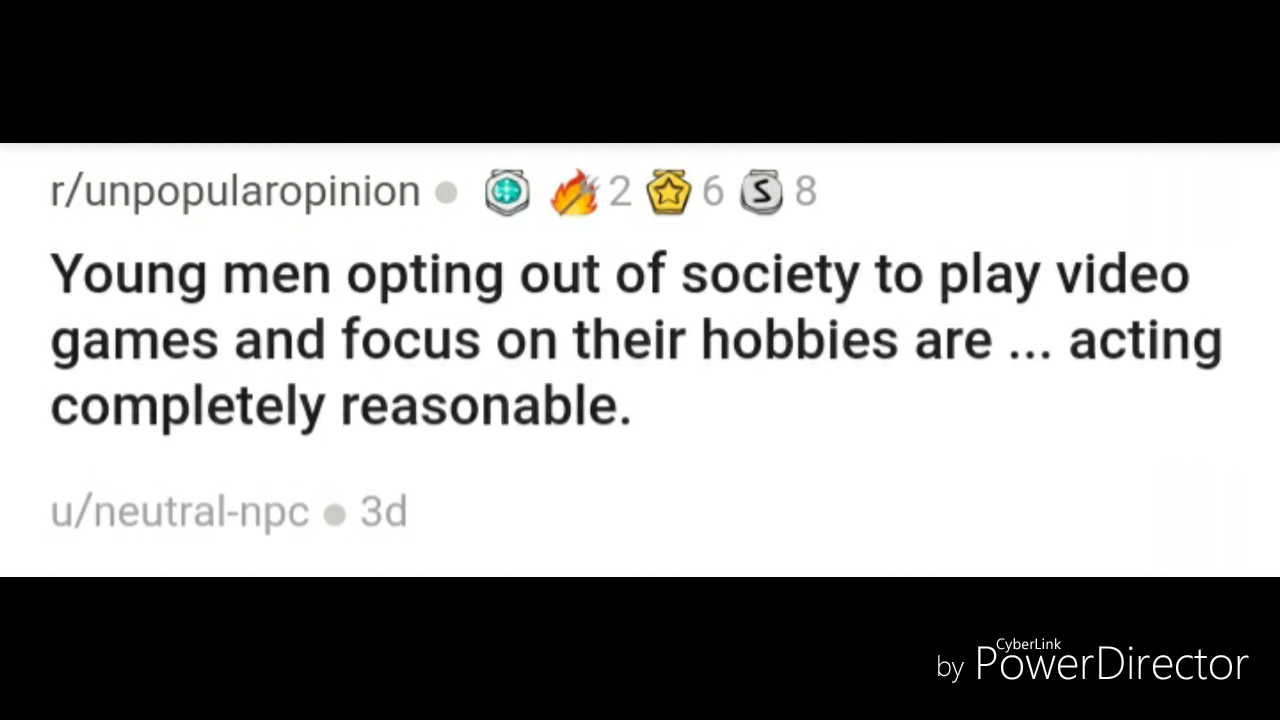 r/unpopularopinion • 2 6 S 8
Young men opting out of society to play video
games and focus on their hobbies are ... acting
completely reasonable.
u/neutral-npc • 3d
CyberLink
by PowerDirector